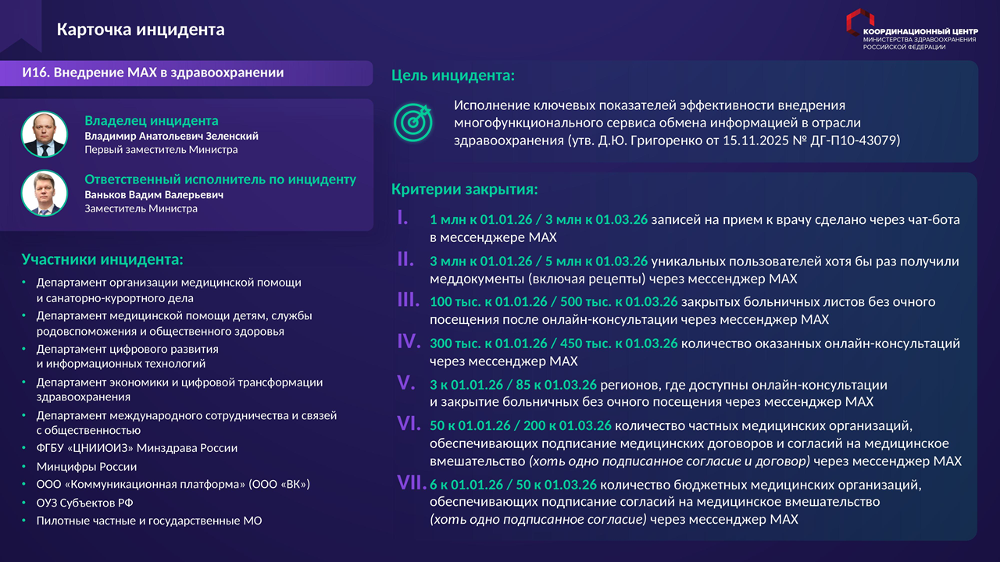 Карточка инцидента
КООРДИНАЦИОННЫЙ ЦЕНТР
МИНИСТЕРСТВА ЗДРАВООХРАНЕНИЯ
РОССИЙСКОЙ ФЕДЕРАЦИИ
И16. Внедрение МАХ в здравоохранении
Владелец инцидента
Владимир Анатольевич Зеленский
Первый заместитель Министра
Ответственный исполнитель по инциденту
Ваньков Вадим Валерьевич
Заместитель Министра
Участники инцидента:
• Департамент организации медицинской помощи
и санаторно-курортного дела
• Департамент медицинской помощи детям, службы
родовспоможения и общественного здоровья
• Департамент цифрового развития
и информационных технологий
• Департамент экономики и цифровой трансформации
здравоохранения
• Департамент международного сотрудничества и связей
с общественностью
• ФГБУ «ЦНИИОИЗ» Минздрава России
• Минцифры России
• ООО «Коммуникационная платформа» (ООО «ВК»)
• ОУЗ Субъектов РФ
• Пилотные частные и государственные МО
Цель инцидента:
Исполнение ключевых показателей эффективности внедрения
многофункционального сервиса обмена информацией в отрасли
здравоохранения (утв. Д.Ю. Григоренко от 15.11.2025 № ДГ-П10-43079)
Критерии закрытия:
I. 1 млн к 01.01.26 / 3 млн к 01.03.26 записей на прием к врачу сделано через чат-бота
в мессенджере МАХ
II. 3 млн к 01.01.26 / 5 млн к 01.03.26 уникальных пользователей хотя бы раз получили
меддокументы (включая рецепты) через мессенджер МАХ
III. 100 тыс. к 01.01.26 / 500 тыс. к 01.03.26 закрытых больничных листов без очного
посещения после онлайн-консультации через мессенджер МАХ
IV. 300 тыс. к 01.01.26 / 450 тыс. к 01.03.26 количество оказанных онлайн-консультаций
через мессенджер МАХ
V. 3 к 01.01.26 / 85 к 01.03.26 регионов, где доступны онлайн-консультации
и закрытие больничных без очного посещения через мессенджер МАХ
VI. 50 к 01.01.26 / 200 к 01.03.26 количество частных медицинских организаций,
обеспечивающих подписание медицинских договоров и согласий на медицинское
вмешательство (хоть одно подписанное согласие и договор) через мессенджер МАХ
VII. 6 к 01.01.26 / 50 к 01.03.26 количество бюджетных медицинских организаций,
обеспечивающих подписание согласий на медицинское вмешательство
(хоть одно подписанное согласие) через мессенджер МАХ